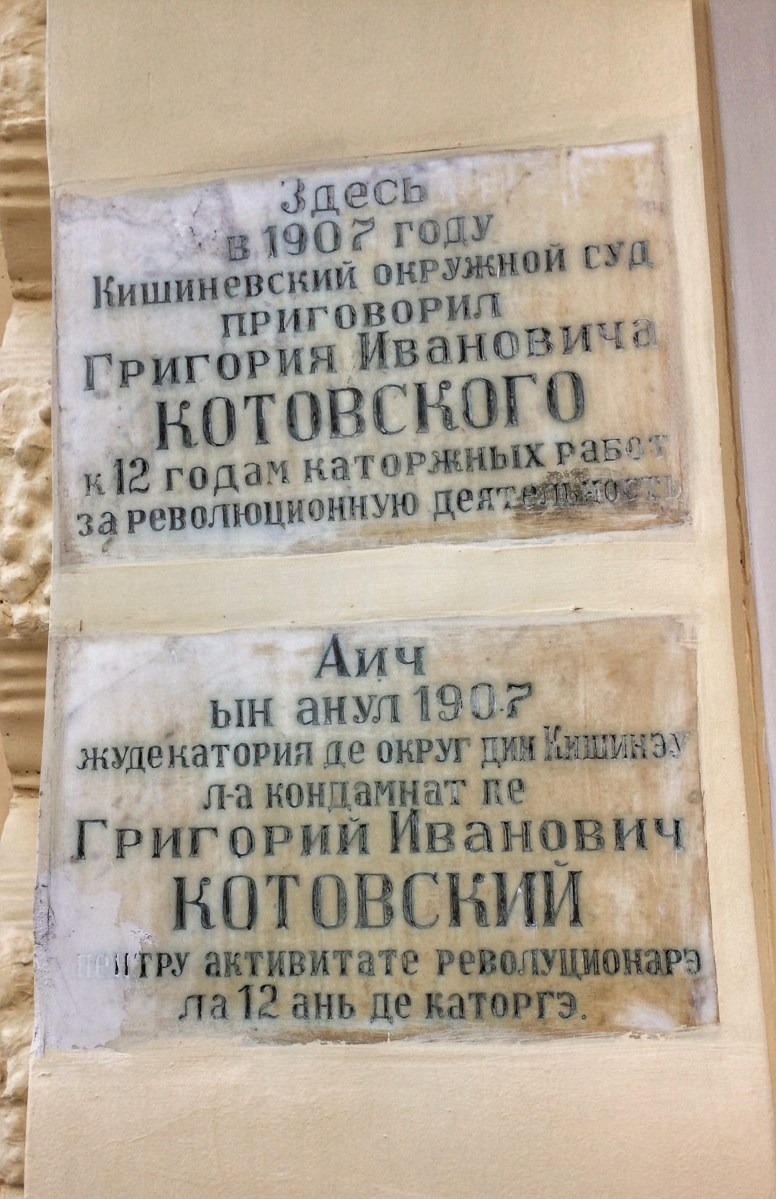 Здесь
в 1907 году
Кишиневский окружной суд
приговорил
Григория Ивановича
КОТОВСКОГО
к 12 годам каторжных работ
за революционную деятельность
Аич
ын анул 1907
жудекатория де округ дин Кишинэу
л-а кондамнат пе
Григорий Иванович
КОТОВСКИЙ
пентру активитате революционарэ
ла 12 ань де каторгэ.